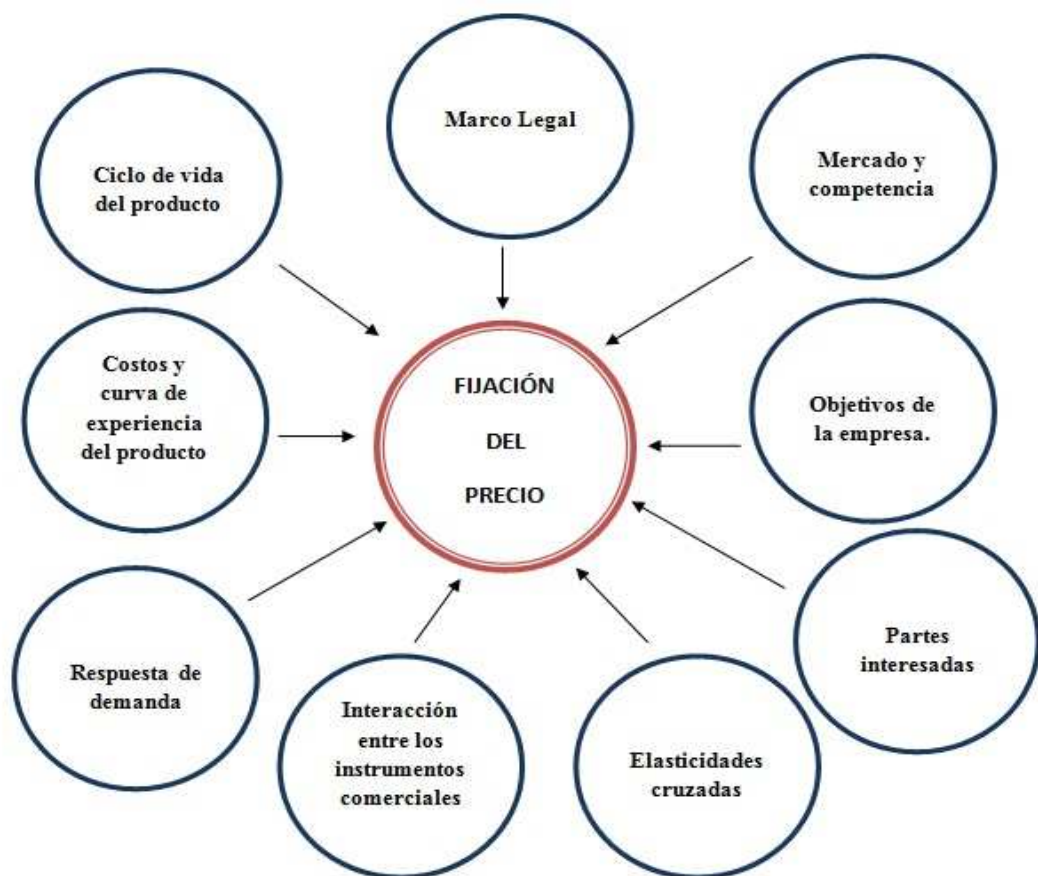 Marco Legal
Mercado y
competencia
Ciclo de vida
del producto
Costos y
curva de
experiencia
del producto
FIJACIÓN
DEL
PRECIO
Objetivos de
la empresa.
Respuesta de
demanda
Interacción
entre los
instrumentos
comerciales
Elasticidades
cruzadas
Partes
interesadas